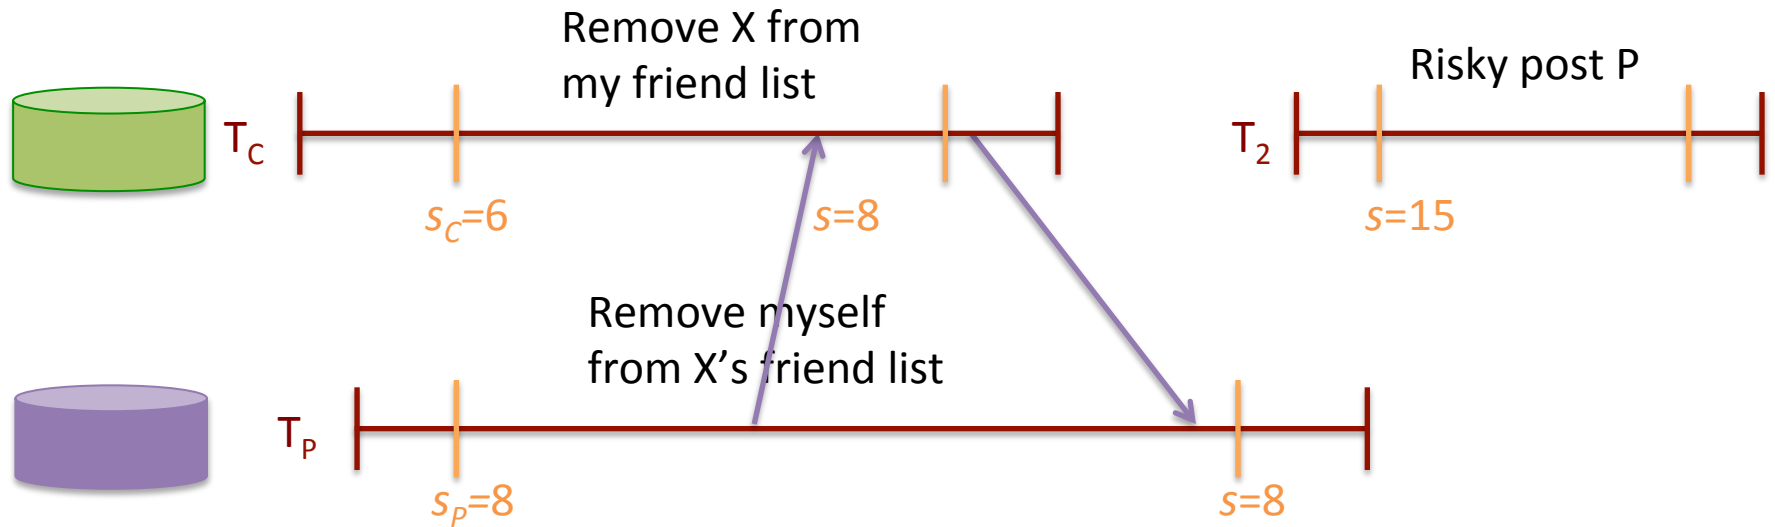 Remove X from
my friend list
Risky post P
T_C
T_2
s_C=6
s=8
s=15
Remove myself
from X’s friend list
T_P
s_P=8
s=8